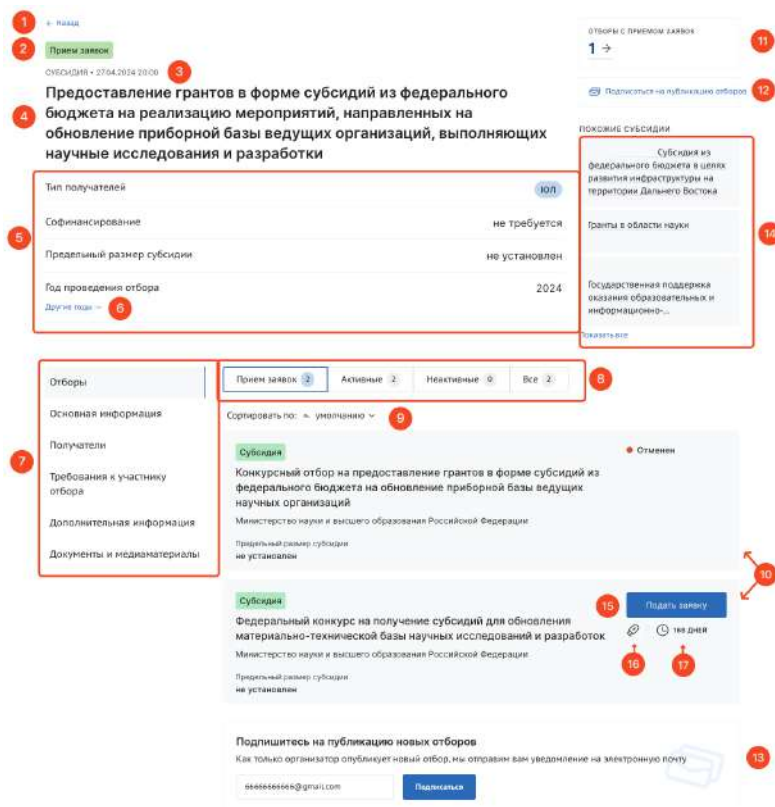 1
← Назад
2
Прием заявок
СУБСИДИЯ • 27.04.2024 20:00
3
4
Предоставление грантов в форме субсидий из федерального
бюджета на реализацию мероприятий, направленных на
обновление приборной базы ведущих организаций, выполняющих
научные исследования и разработки
5
Тип получателей
ЮЛ
Софинансирование
не требуется
Предельный размер субсидии
не установлен
Год проведения отбора
2024
Другие годы
6
ОТБОРЫ С ПРИЕМОМ ЗАЯВОК
1 →
11
Подписаться на публикацию отборов
12
ПОХОЖИЕ СУБСИДИИ
Субсидия из
федерального бюджета в целях
развития инфраструктуры на
территории Дальнего Востока
Гранты в области науки
14
Государственная поддержка
оказания образовательных и
информационно-...
Показать все
7
Отборы
Основная информация
Получатели
Требования к участнику
отбора
Дополнительная информация
Документы и медиаматериалы
Прием заявок 2
Активные 2
Неактивные 0
Все 2
8
Сортировать по:
умолчанию
9
Субсидия
Отменен
Конкурсный отбор на предоставление грантов в форме субсидий из
федерального бюджета на обновление приборной базы ведущих
научных организаций
Министерство науки и высшего образования Российской Федерации
Предельный размер субсидии
не установлен
10
Субсидия
15
Подать заявку
Федеральный конкурс на получение субсидий для обновления
материально-технической базы научных исследований и разработок
168 ДНЕЙ
Министерство науки и высшего образования Российской Федерации
16
17
Предельный размер субсидии
не установлен
Подпишитесь на публикацию новых отборов
Как только организатор опубликует новый отбор, мы отправим вам уведомление на электронную почту
13
66666666666@gmail.com
Подписаться